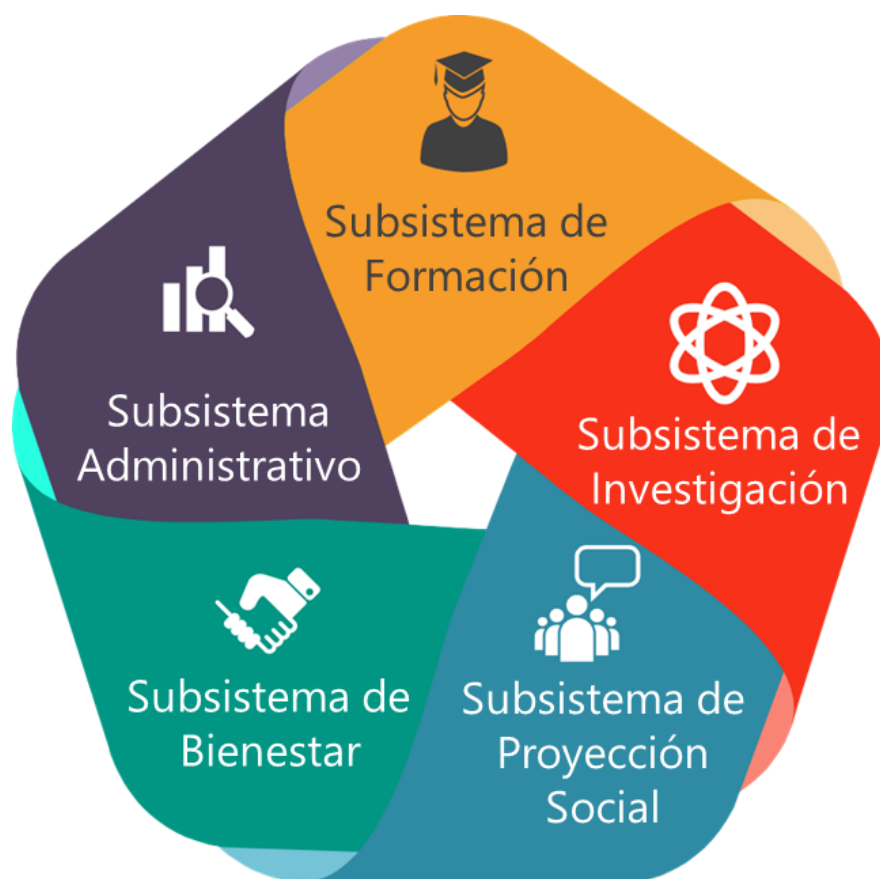 Subsistema de
Formación
Subsistema de
Investigación
Subsistema de
Proyección
Social
Subsistema de
Bienestar
Subsistema
Administrativo